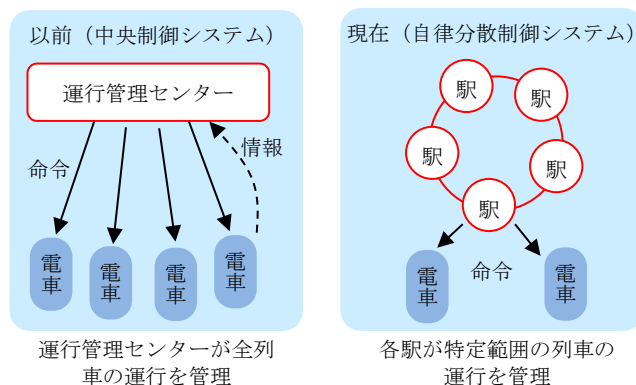 以前（中央制御システム）
運行管理センター
命令
情報
電車
電車
電車
電車
運行管理センターが全列
車の運行を管理
現在（自律分散制御システム）
駅
駅
駅
駅
駅
命令
電車
電車
各駅が特定範囲の列車の
運行を管理